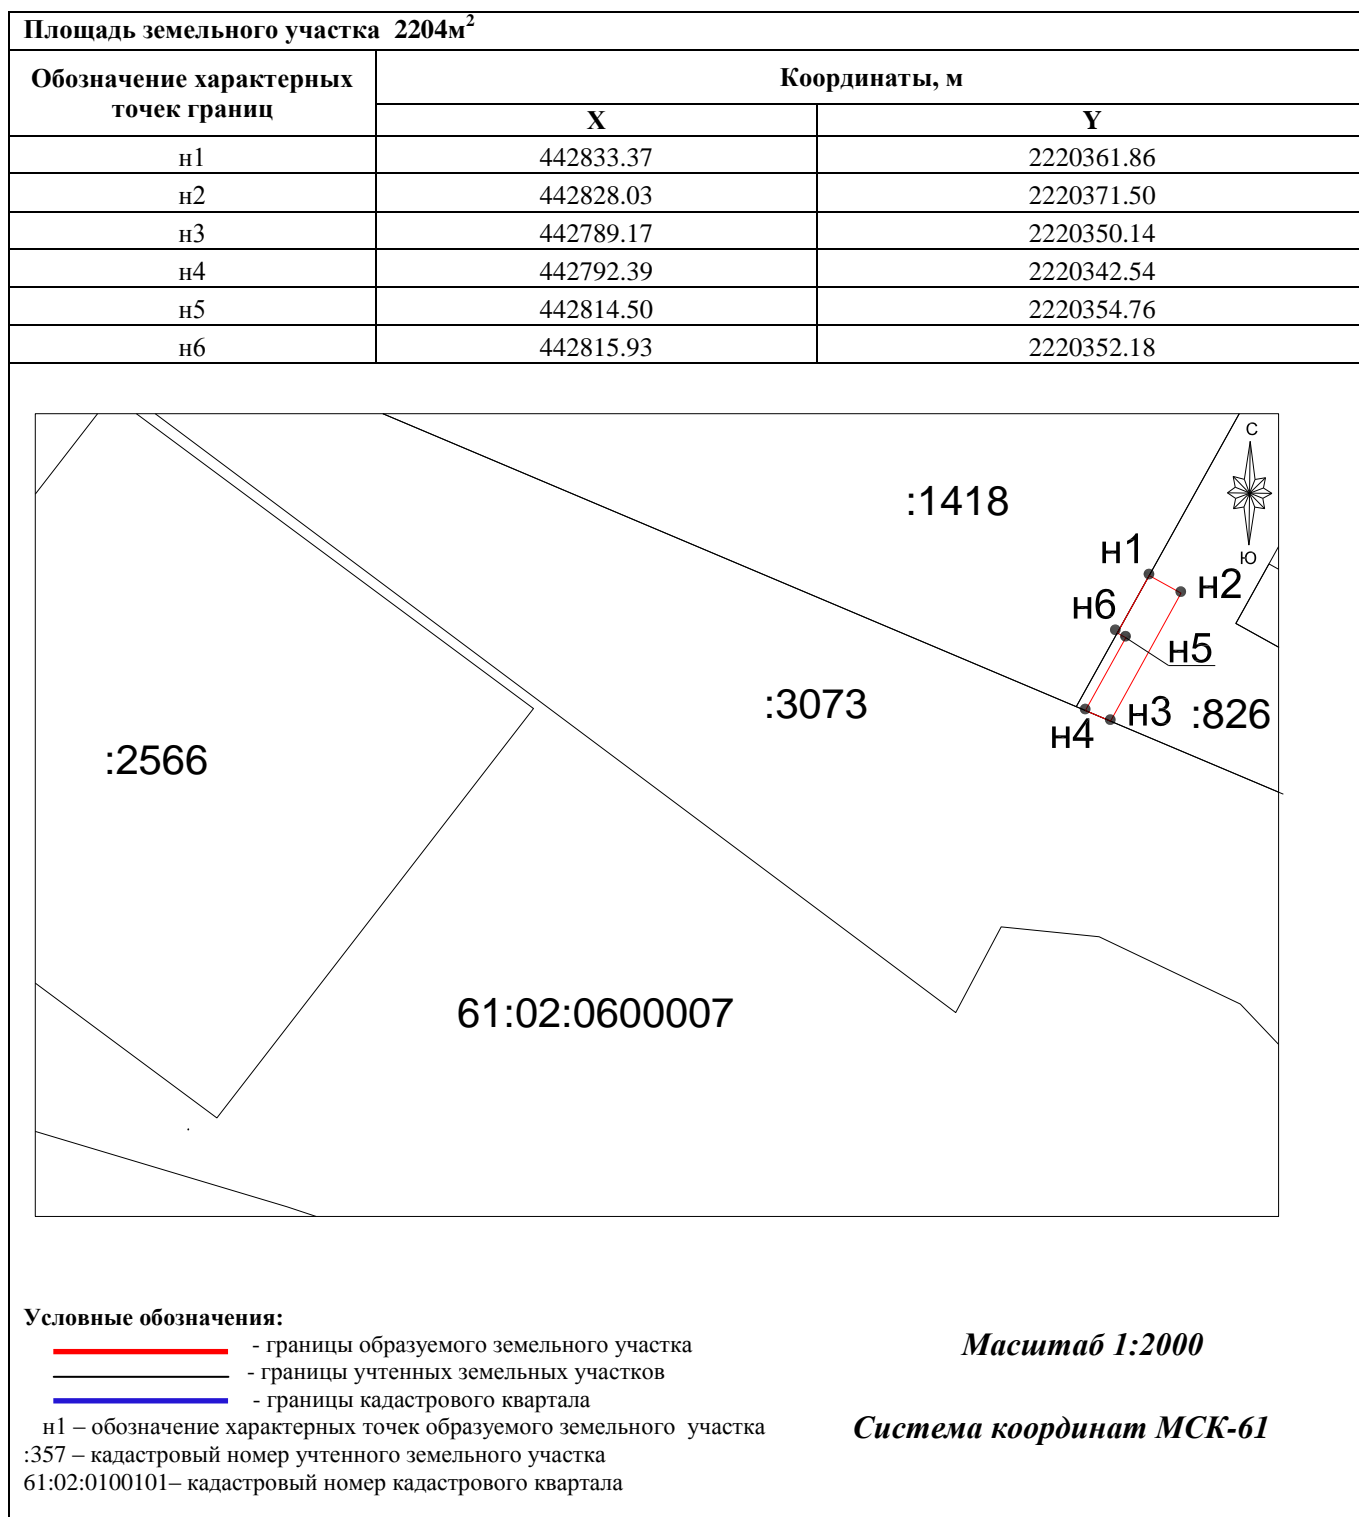 Площадь земельного участка 2204м²
Обозначение характерных точек границ
Координаты, м
X
Y
н1 442833.37 2220361.86
н2 442828.03 2220371.50
н3 442789.17 2220350.14
н4 442792.39 2220342.54
н5 442814.50 2220354.76
н6 442815.93 2220352.18
С
:1418
н1
Ю
н2
н6
н5
:3073
н3
:826
н4
:2566
61:02:0600007
Условные обозначения:
- границы образуемого земельного участка
- границы учтенных земельных участков
- границы кадастрового квартала
н1 – обозначение характерных точек образуемого земельного участка
:357 – кадастровый номер учтенного земельного участка
61:02:0100101– кадастровый номер кадастрового квартала
Масштаб 1:2000
Система координат МСК-61